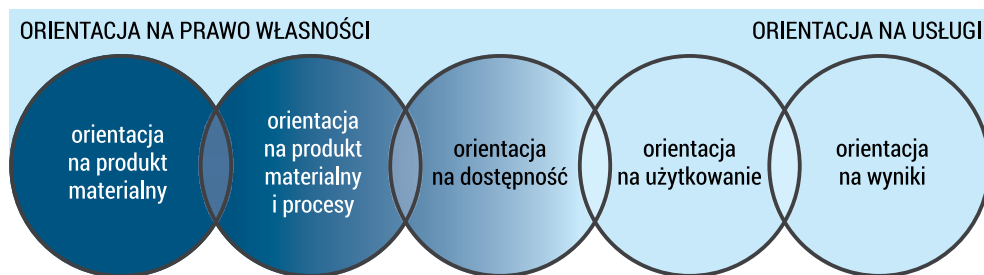 ORIENTACJA NA PRAWO WŁASNOŚCI
ORIENTACJA NA USŁUGI
orientacja
na produkt
materialny
orientacja
na produkt
materialny
i procesy
orientacja
na dostępność
orientacja
na użytkowanie
orientacja
na wyniki